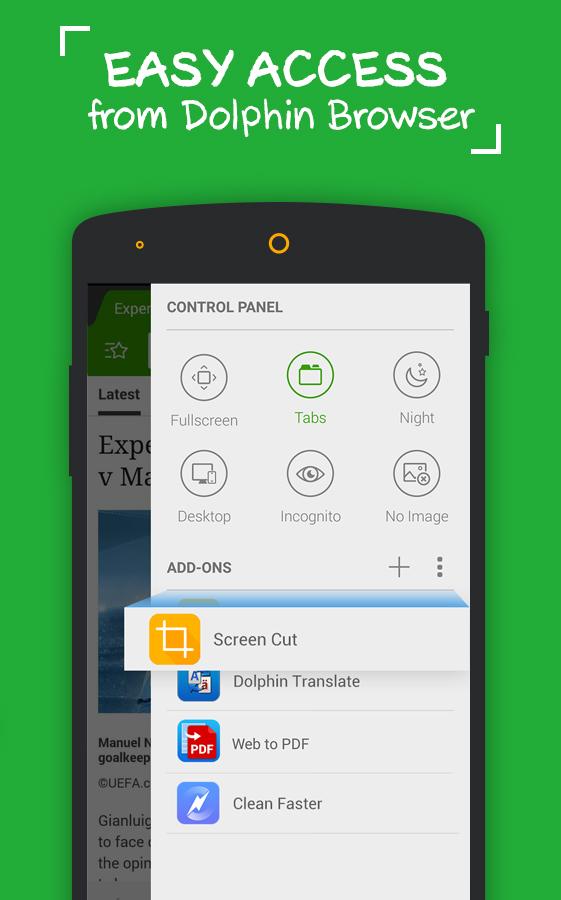 EASY ACCESS
from Dolphin Browser
CONTROL PANEL
Fullscreen
Tabs
Night
Desktop
Incognito
No Image
ADD-ONS
Screen Cut
Dolphin Translate
Web to PDF
PDF
Clean Faster
Exper
Latest
Expe
v Ma
Manuel N
goalkeep
©UEFA.c
Gianluig
to face
the opin